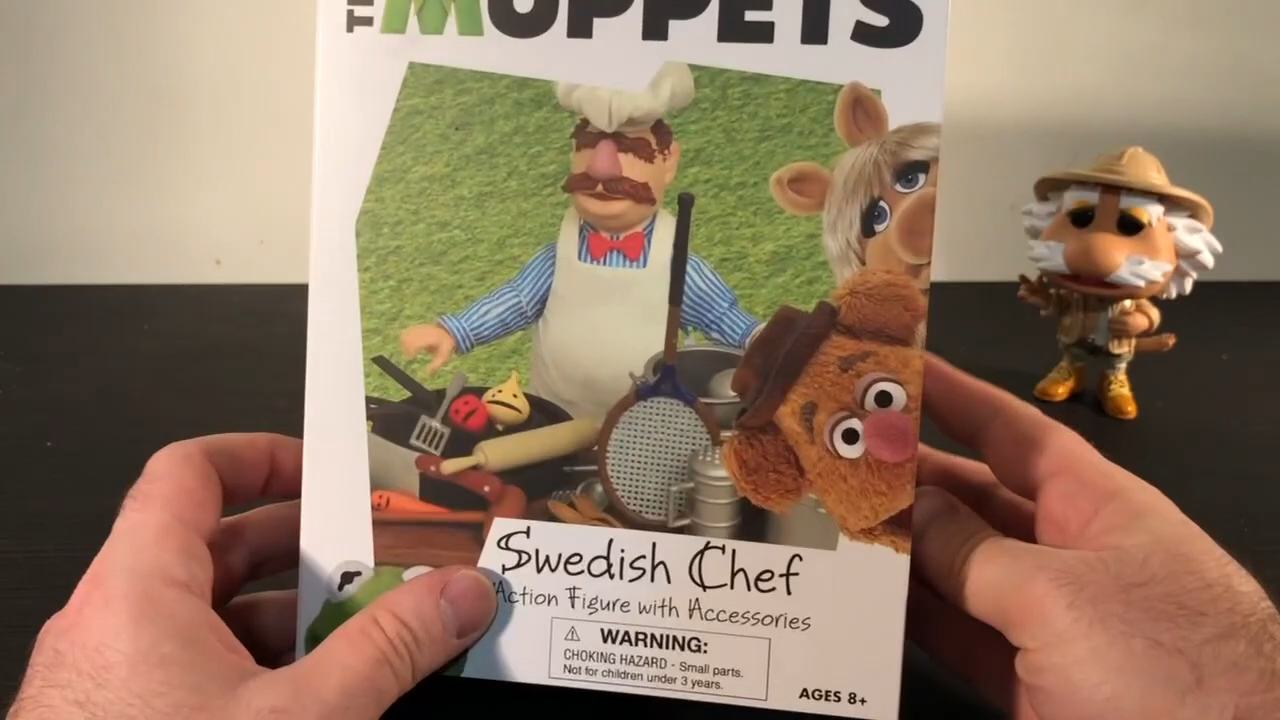 THE MUPPETS
Swedish Chef
Action Figure with Accessories
WARNING:
CHOKING HAZARD - Small parts.
Not for children under 3 years.
AGES 8+